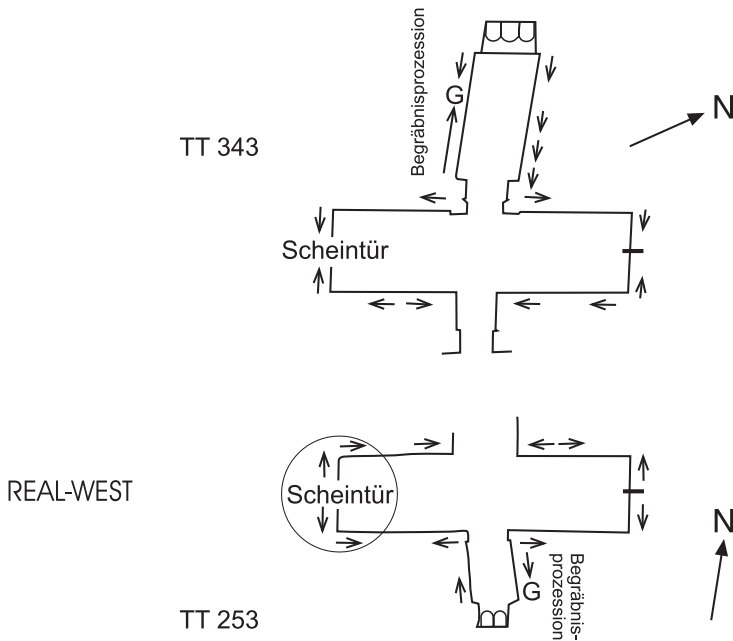 Begräbnisprozession
G
N
TT 343
Scheintür
REAL-WEST
Scheintür
N
G
Begräbnis-
prozession
TT 253